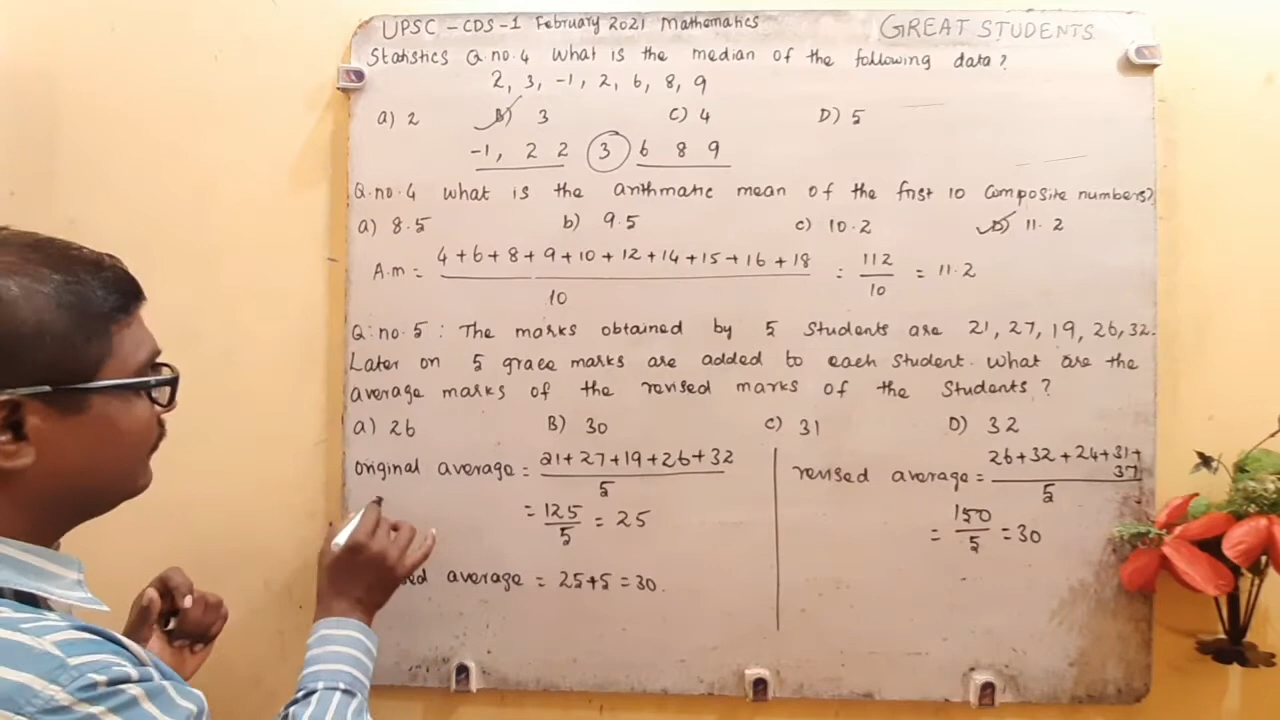 UPSC - CDS - 1 February 2021 Mathematics GREAT STUDENTS
Statistics Q.no.4 What is the median of the following data?
2, 3, -1, 2, 6, 8, 9
a) 2 B) 3 C) 4 D) 5
-1, 2 2 3 6 8 9
Q.no.4 what is the arithmatic mean of the first 10 composite numbers?
a) 8.5 b) 9.5 c) 10.2 D) 11.2
A.m = 4+6+8+9+10+12+14+15+16+18 / 10 = 112 / 10 = 11.2
Q:no.5: The marks obtained by 5 students are 21, 27, 19, 26, 32.
Later on 5 grace marks are added to each student. What are the
average marks of the revised marks of the students?
a) 26 B) 30 C) 31 D) 32
original average = 21+27+19+26+32 / 5
= 125 / 5 = 25
average = 25+5 = 30.
revised average = 26+32+24+31+37 / 5
= 150 / 5 = 30